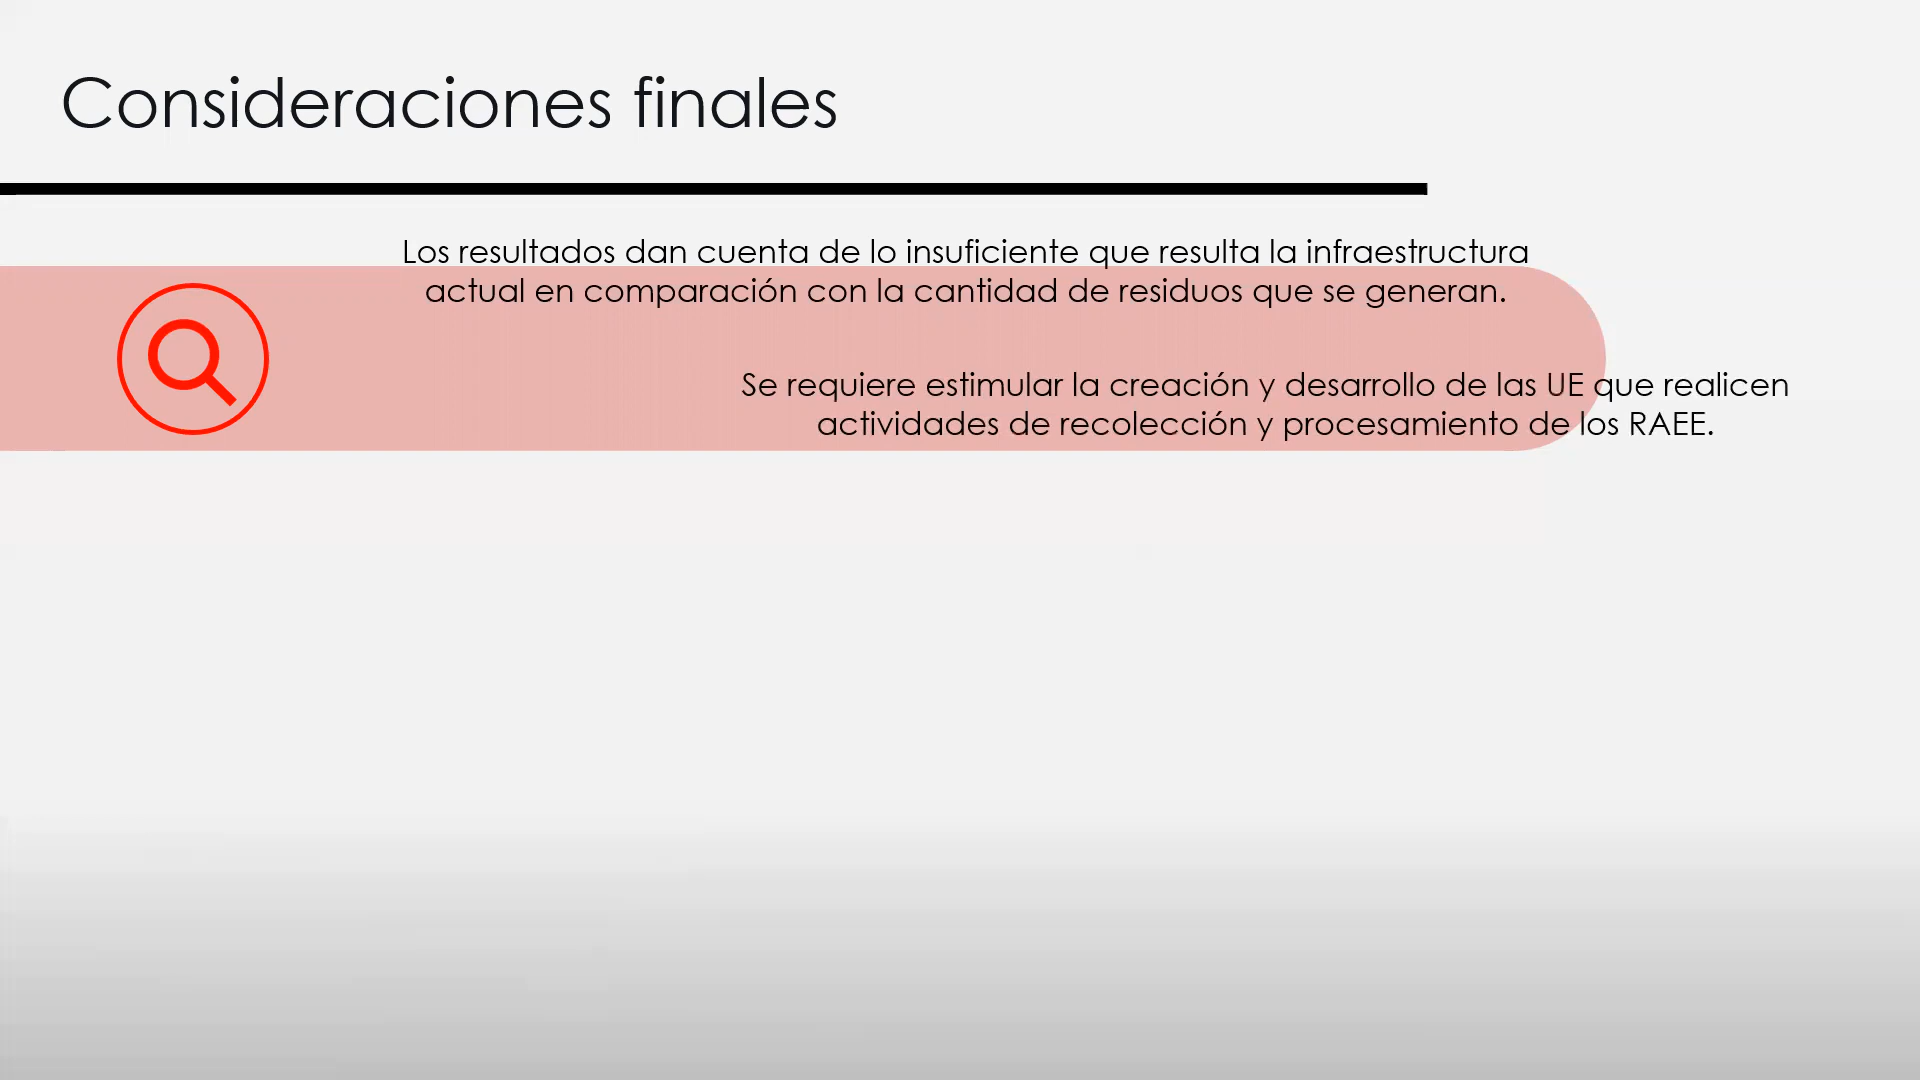 Consideraciones finales
Los resultados dan cuenta de lo insuficiente que resulta la infraestructura
actual en comparación con la cantidad de residuos que se generan.
Se requiere estimular la creación y desarrollo de las UE que realicen
actividades de recolección y procesamiento de los RAEE.